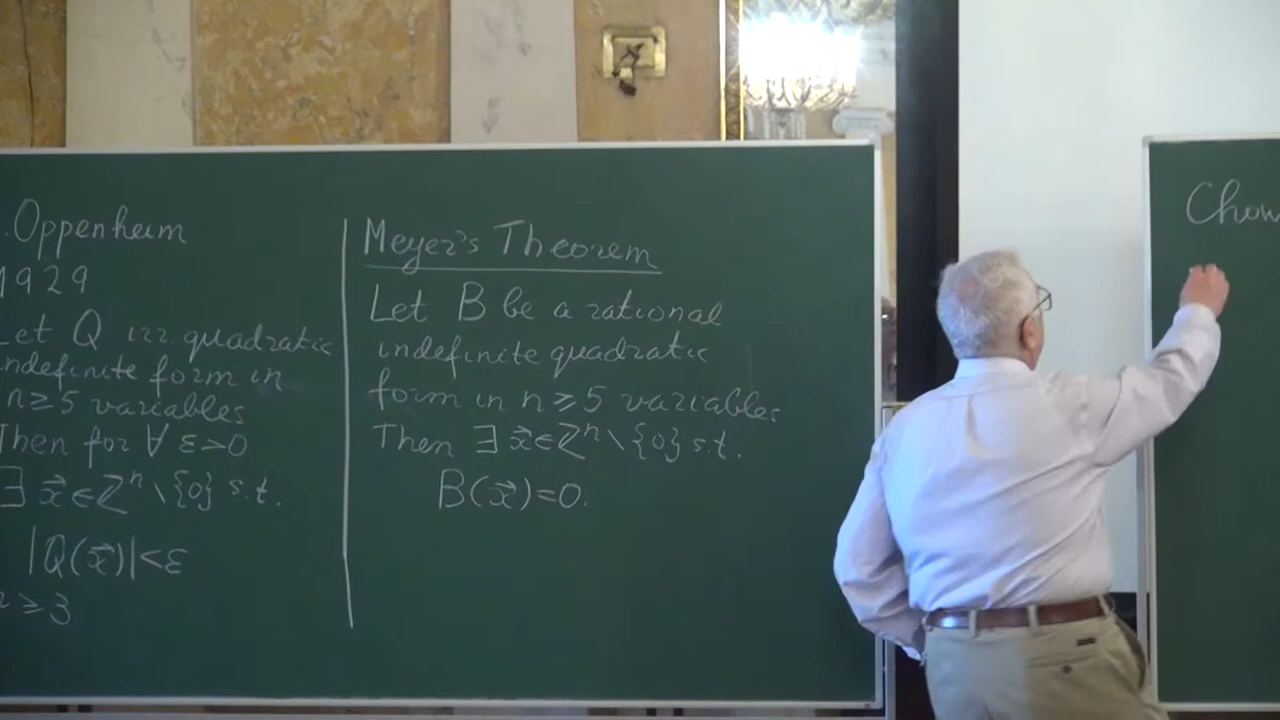 . Oppenheim
1929
Let Q irr. quadratic
indefinite form in
n≥5 variables
Then for ∀ ε>0
∃ x⃗∈ℤⁿ∖{0} s.t.
|Q(x⃗)|<ε
n≥3
Meyer's Theorem
Let B be a rational
indefinite quadratic
form in n≥5 variables
Then ∃ x⃗∈ℤⁿ∖{0} s.t.
B(x⃗)=0.
Chow